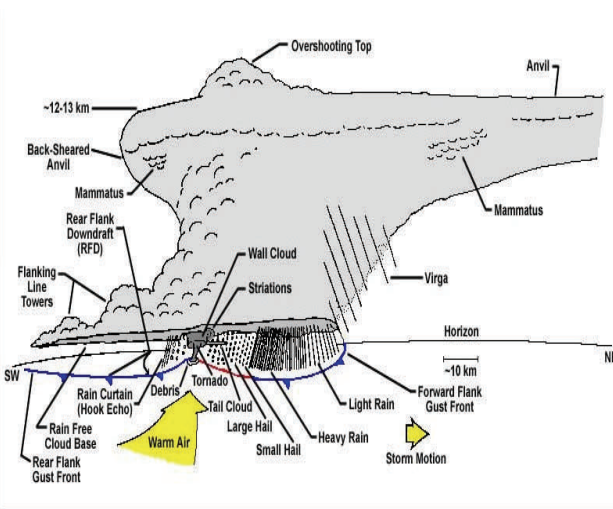 Overshooting Top
Anvil
~12-13 km
Back-Sheared
Anvil
Mammatus
Mammatus
Rear Flank
Downdraft
(RFD)
Wall Cloud
Flanking
Line
Towers
Striations
Virga
Horizon
SW
~10 km
Rain Curtain
(Hook Echo)
Debris
Tornado
Tail Cloud
Large Hail
Small Hail
Heavy Rain
Light Rain
Forward Flank
Gust Front
Rain Free
Cloud Base
Rear Flank
Gust Front
Warm Air
Storm Motion